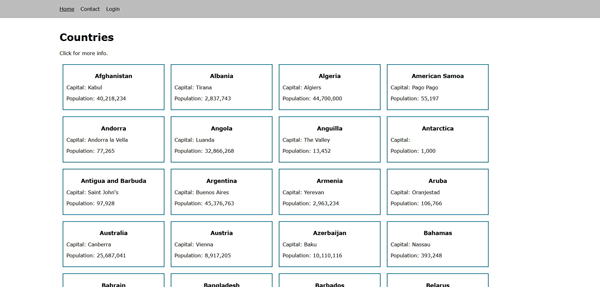 Home Contact Login
Countries
Click for more info.
Afghanistan
Capital: Kabul
Population: 40,218,234
Albania
Capital: Tirana
Population: 2,837,743
Algeria
Capital: Algiers
Population: 44,700,000
American Samoa
Capital: Pago Pago
Population: 55,197
Andorra
Capital: Andorra la Vella
Population: 77,265
Angola
Capital: Luanda
Population: 32,866,268
Anguilla
Capital: The Valley
Population: 13,452
Antarctica
Capital:
Population: 1,000
Antigua and Barbuda
Capital: Saint John's
Population: 97,928
Argentina
Capital: Buenos Aires
Population: 45,376,763
Armenia
Capital: Yerevan
Population: 2,963,234
Aruba
Capital: Oranjestad
Population: 106,766
Australia
Capital: Canberra
Population: 25,687,041
Austria
Capital: Vienna
Population: 8,917,205
Azerbaijan
Capital: Baku
Population: 10,110,116
Bahamas
Capital: Nassau
Population: 393,248
Bahrain
Bangladesh
Barbados
Belarus